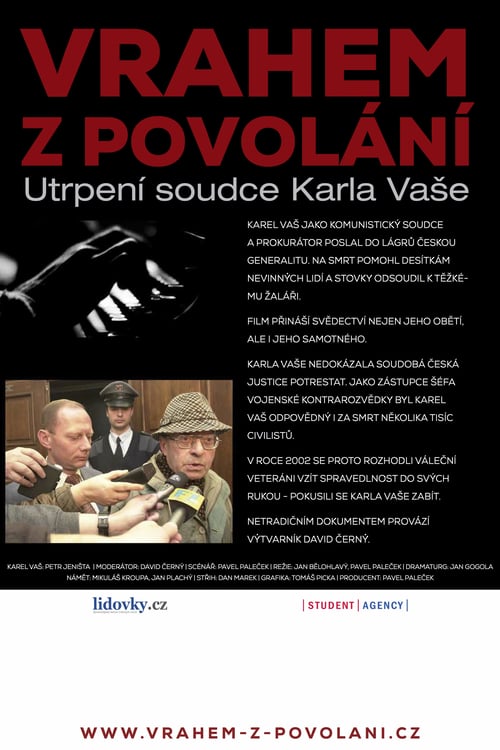 VRAHEM
Z POVOLÁNÍ
Utrpení soudce Karla Vaše
KAREL VAŠ JAKO KOMUNISTICKÝ SOUDCE
A PROKURÁTOR POSLAL DO LÁGRŮ ČESKOU
GENERALITU. NA SMRT POMOHL DESÍTKÁM
NEVINNÝCH LIDÍ A STOVKY ODSOUDIL K TĚŽKÉ-
MU ŽALÁŘI.
FILM PŘINÁŠÍ SVĚDECTVÍ NEJEN JEHO OBĚTÍ,
ALE I JEHO SAMOTNÉHO.
KARLA VAŠE NEDOKÁZALA SOUDOBÁ ČESKÁ
JUSTICE POTRESTAT. JAKO ZÁSTUPCE ŠÉFA
VOJENSKÉ KONTRAROZVĚDKY BYL KAREL
VAŠ ODPOVĚDNÝ I ZA SMRT NĚKOLIKA TISÍC
CIVILISTŮ.
V ROCE 2002 SE PROTO ROZHODLI VÁLEČNÍ
VETERÁNI VZÍT SPRAVEDLNOST DO SVÝCH
RUKOU - POKUSILI SE KARLA VAŠE ZABÍT.
NETRADIČNÍM DOKUMENTEM PROVÁZÍ
VÝTVARNÍK DAVID ČERNÝ.
KAREL VAŠ: PETR JENIŠTA | MODERÁTOR: DAVID ČERNÝ | SCÉNÁŘ: PAVEL PALEČEK | REŽIE: JAN BĚLOHLAVÝ, PAVEL PALEČEK | DRAMATURG: JAN GOGOLA
NÁMĚT: MIKULÁŠ KROUPA, JAN PLACHÝ | STŘIH: DAN MAREK | GRAFIKA: TOMÁŠ PICKA | PRODUCENT: PAVEL PALEČEK
lidovky.cz
| STUDENT | AGENCY |
WWW.VRAHEM-Z-POVOLANI.CZ